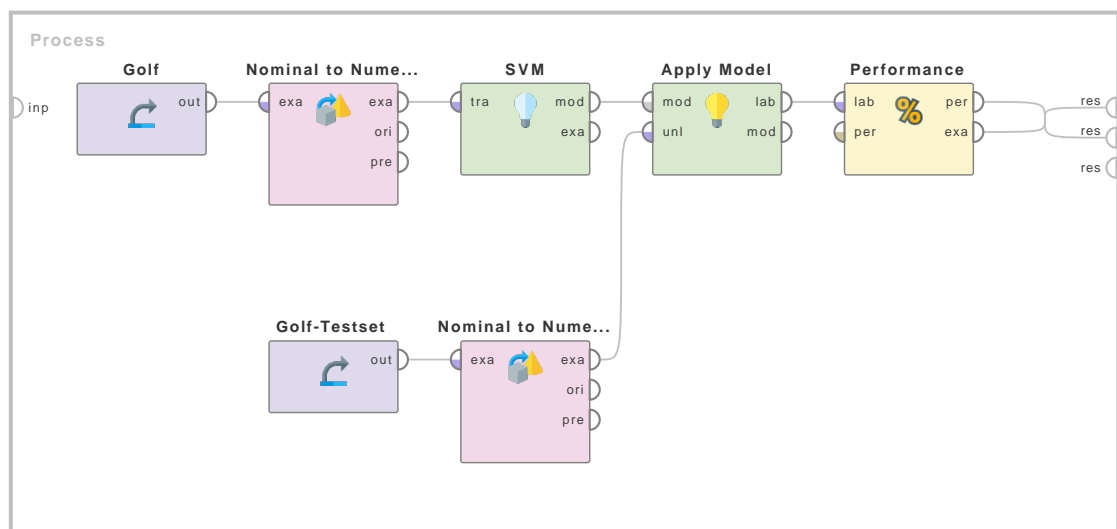 Process
inp
Golf
out
Nominal to Nume...
exa exa
ori
pre
SVM
tra mod
exa
Apply Model
mod lab
unl mod
Performance
lab per
per exa
res
res
res
Golf-Testset
out
Nominal to Nume...
exa exa
ori
pre